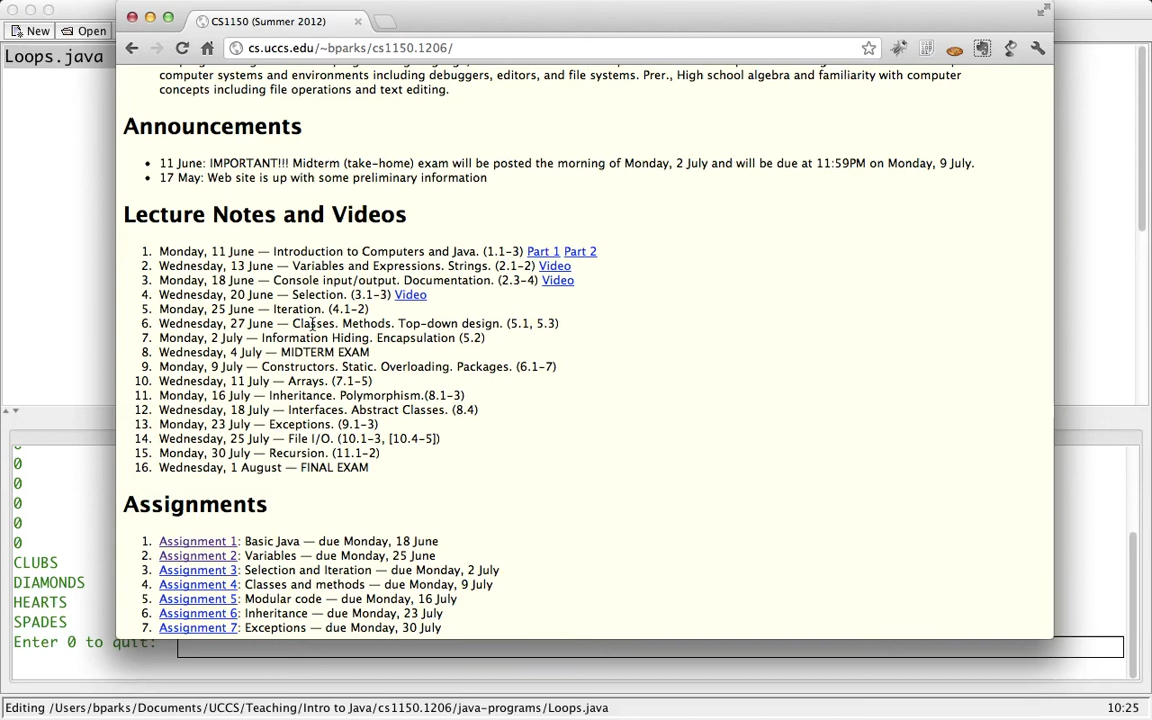 CS1150 (Summer 2012)
New Open
cs.uccs.edu/~bparks/cs1150.1206/
Loops.java
computer systems and environments including debuggers, editors, and file systems. Prer., High school algebra and familiarity with computer
concepts including file operations and text editing.
Announcements
• 11 June: IMPORTANT!!! Midterm (take-home) exam will be posted the morning of Monday, 2 July and will be due at 11:59PM on Monday, 9 July.
• 17 May: Web site is up with some preliminary information
Lecture Notes and Videos
1. Monday, 11 June — Introduction to Computers and Java. (1.1-3) Part 1 Part 2
2. Wednesday, 13 June — Variables and Expressions. Strings. (2.1-2) Video
3. Monday, 18 June — Console input/output. Documentation. (2.3-4) Video
4. Wednesday, 20 June — Selection. (3.1-3) Video
5. Monday, 25 June — Iteration. (4.1-2)
6. Wednesday, 27 June — Classes. Methods. Top-down design. (5.1, 5.3)
7. Monday, 2 July — Information Hiding. Encapsulation (5.2)
8. Wednesday, 4 July — MIDTERM EXAM
9. Monday, 9 July — Constructors. Static. Overloading. Packages. (6.1-7)
10. Wednesday, 11 July — Arrays. (7.1-5)
11. Monday, 16 July — Inheritance. Polymorphism.(8.1-3)
12. Wednesday, 18 July — Interfaces. Abstract Classes. (8.4)
13. Monday, 23 July — Exceptions. (9.1-3)
14. Wednesday, 25 July — File I/O. (10.1-3, [10.4-5])
15. Monday, 30 July — Recursion. (11.1-2)
16. Wednesday, 1 August — FINAL EXAM
Assignments
1. Assignment 1: Basic Java — due Monday, 18 June
2. Assignment 2: Variables — due Monday, 25 June
3. Assignment 3: Selection and Iteration — due Monday, 2 July
4. Assignment 4: Classes and methods — due Monday, 9 July
5. Assignment 5: Modular code — due Monday, 16 July
6. Assignment 6: Inheritance — due Monday, 23 July
7. Assignment 7: Exceptions — due Monday, 30 July
0
0
0
0
0
CLUBS
DIAMONDS
HEARTS
SPADES
Enter 0 to quit:
Editing /Users/bparks/Documents/UCCS/Teaching/Intro to Java/cs1150.1206/java-programs/Loops.java 10:25